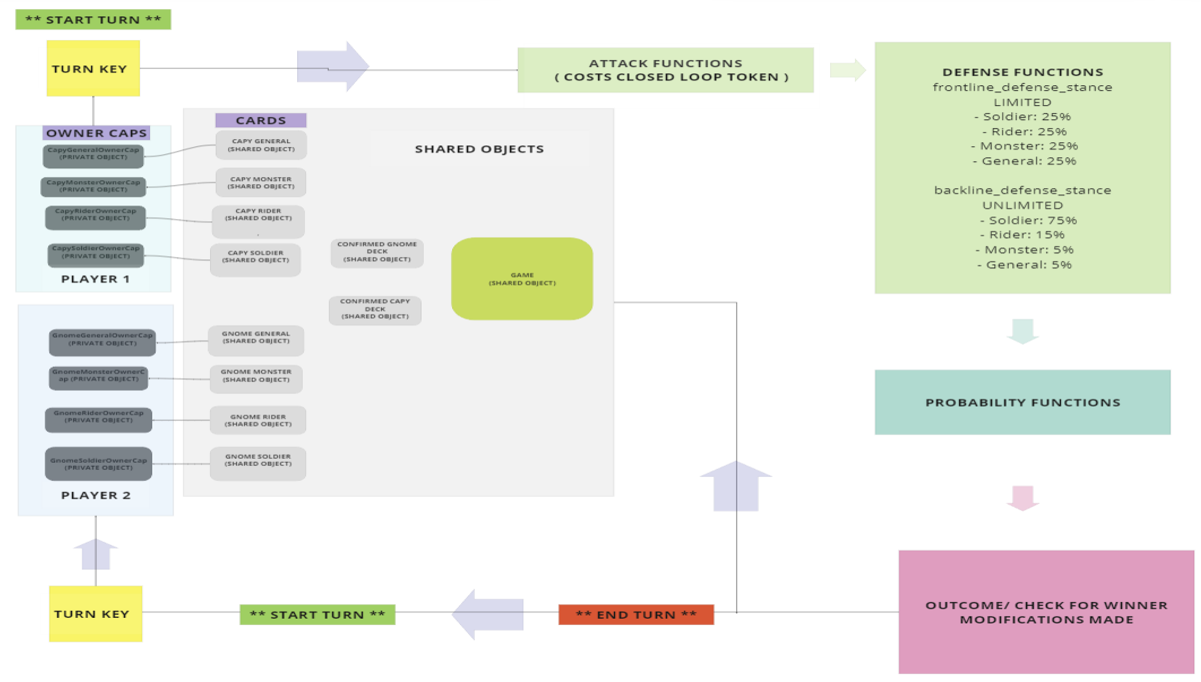 ** START TURN **
TURN KEY
ATTACK FUNCTIONS
( COSTS CLOSED LOOP TOKEN )
DEFENSE FUNCTIONS
frontline_defense_stance
LIMITED
- Soldier: 25%
- Rider: 25%
- Monster: 25%
- General: 25%
backline_defense_stance
UNLIMITED
- Soldier: 75%
- Rider: 15%
- Monster: 5%
- General: 5%
OWNER CAPS
CapyGeneralOwnerCap
(PRIVATE OBJECT)
CapyMonsterOwnerCap
(PRIVATE OBJECT)
CapyRiderOwnerCap
(PRIVATE OBJECT)
CapySoldierOwnerCap
(PRIVATE OBJECT)
PLAYER 1
CARDS
CAPY GENERAL
(SHARED OBJECT)
CAPY MONSTER
(SHARED OBJECT)
CAPY RIDER
(SHARED OBJECT)
.
CAPY SOLDIER
(SHARED OBJECT)
SHARED OBJECTS
CONFIRMED GNOME
DECK
(SHARED OBJECT)
CONFIRMED CAPY
DECK
(SHARED OBJECT)
GAME
(SHARED OBJECT)
GnomeGeneralOwnerCap
(PRIVATE OBJECT)
GnomeMonsterOwnerC
ap (PRIVATE OBJECT)
GnomeRiderOwnerCap
(PRIVATE OBJECT)
GnomeSoldierOwnerCap
(PRIVATE OBJECT)
PLAYER 2
GNOME GENERAL
(SHARED OBJECT)
GNOME MONSTER
(SHARED OBJECT)
GNOME RIDER
(SHARED OBJECT)
GNOME SOLDIER
(SHARED OBJECT)
PROBABILITY FUNCTIONS
OUTCOME/ CHECK FOR WINNER
MODIFICATIONS MADE
** END TURN **
** START TURN **
TURN KEY